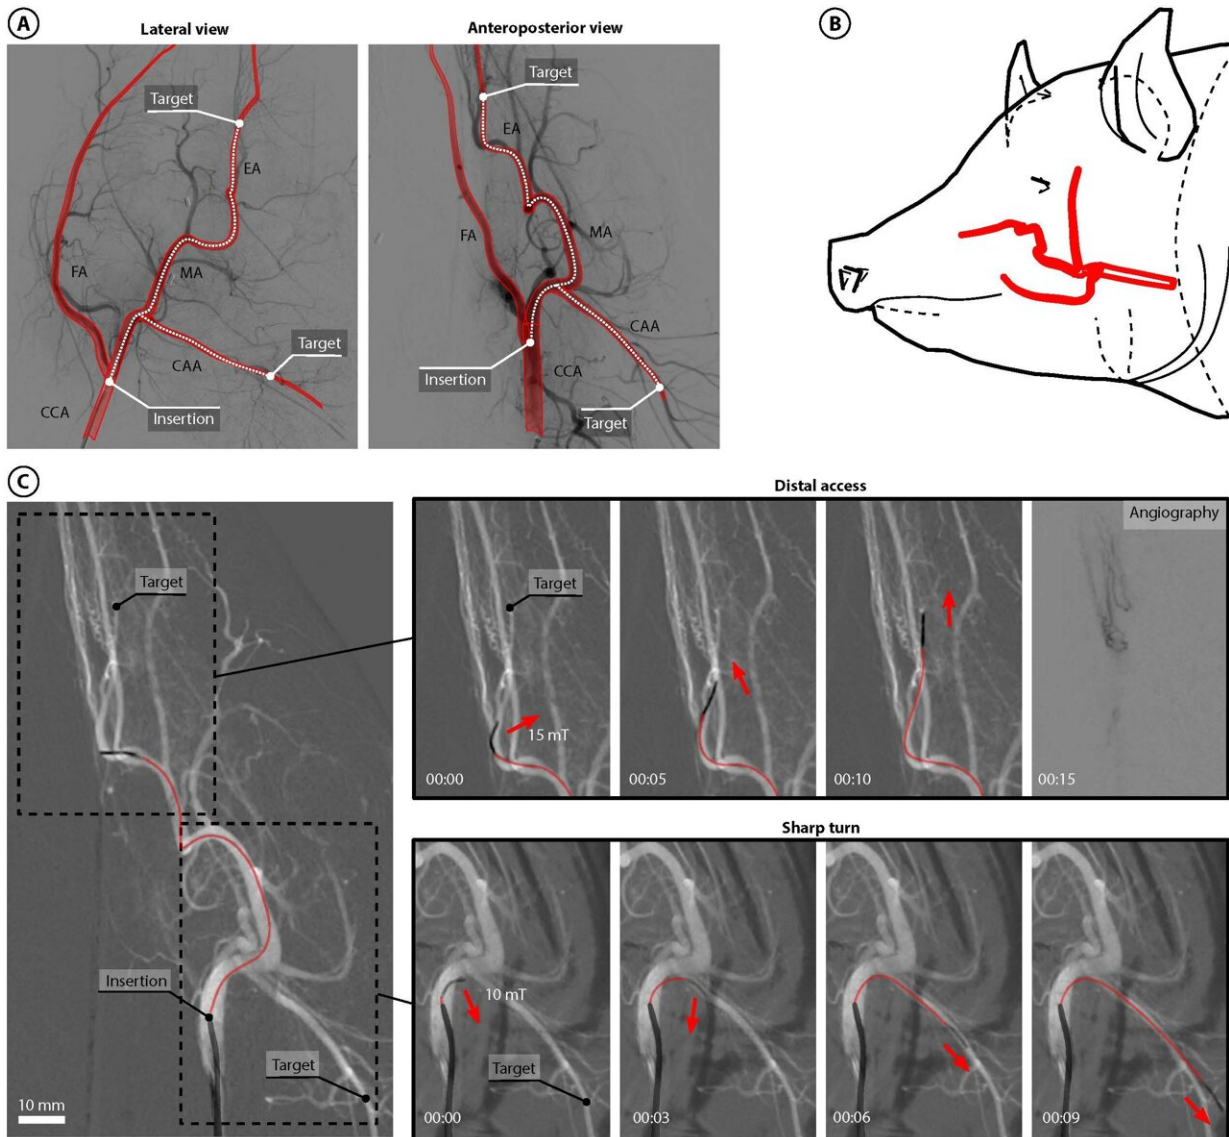 A
Lateral view
Target
EA
FA
MA
CAA
Target
CCA
Insertion
Anteroposterior view
Target
EA
FA
MA
CAA
Insertion
CCA
Target
B
C
Target
Insertion
Target
10 mm
Distal access
Target
15 mT
00:00
00:05
00:10
Angiography
00:15
Sharp turn
10 mT
Target
00:00
00:03
00:06
00:09